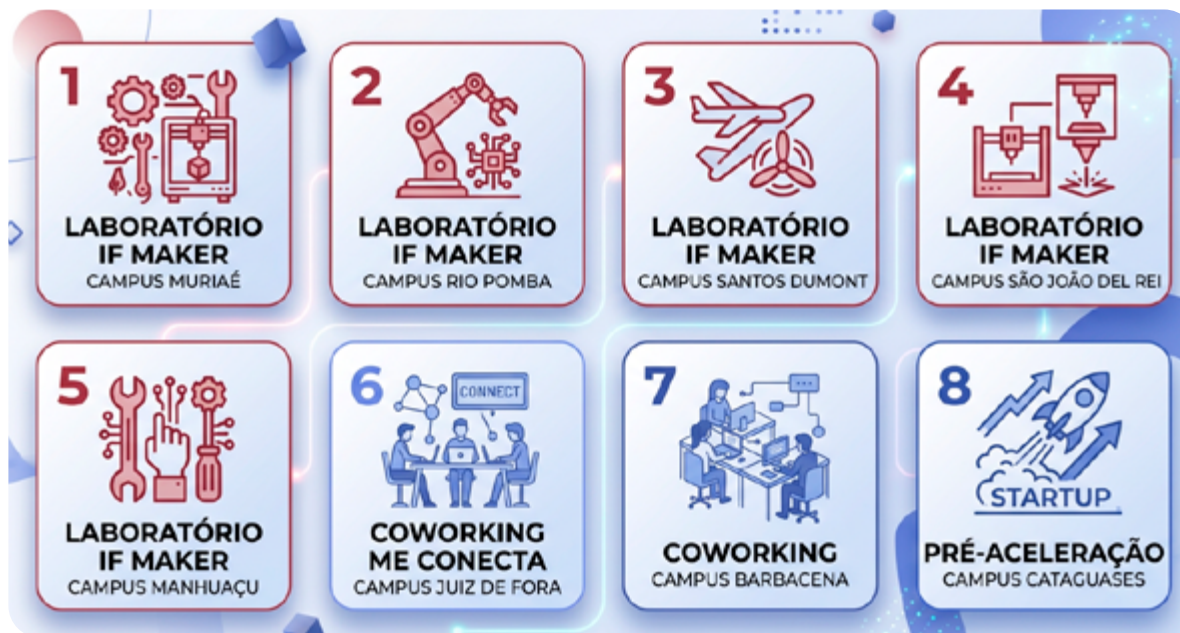 1
LABORATÓRIO
IF MAKER
CAMPUS MURIAÉ
2
LABORATÓRIO
IF MAKER
CAMPUS RIO POMBA
3
LABORATÓRIO
IF MAKER
CAMPUS SANTOS DUMONT
4
LABORATÓRIO
IF MAKER
CAMPUS SÃO JOÃO DEL REI
5
LABORATÓRIO
IF MAKER
CAMPUS MANHUAÇU
6
CONNECT
COWORKING
ME CONECTA
CAMPUS JUIZ DE FORA
7
COWORKING
CAMPUS BARBACENA
8
STARTUP
PRÉ-ACELERAÇÃO
CAMPUS CATAGUASES